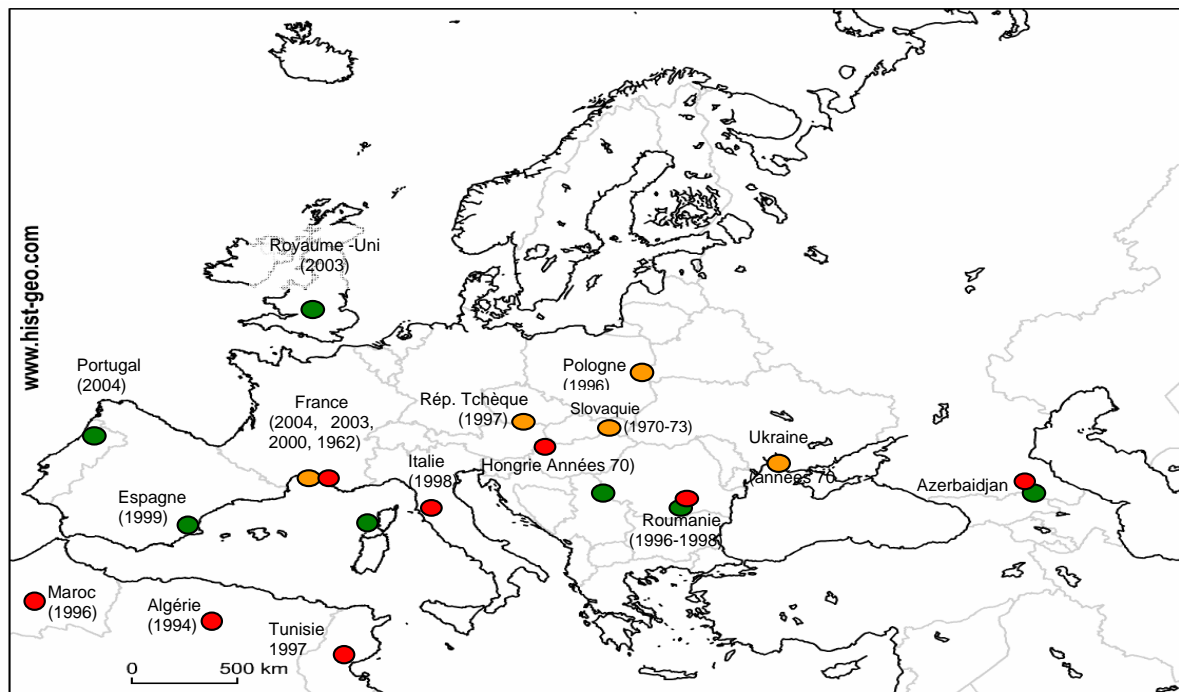 www.hist-geo.com
Royaume -Uni
(2003)
Portugal
(2004)
Pologne
(1996)
Rép. Tchèque
(1997)
Slovaquie
(1970-73)
France
(2004, 2003,
2000, 1962)
Ukraine
(années 70
Italie
(1998)
Hongrie Années 70)
Azerbaidjan
Espagne
(1999)
Roumanie
(1996-1998)
Maroc
(1996)
Algérie
(1994)
Tunisie
1997
0 500 km